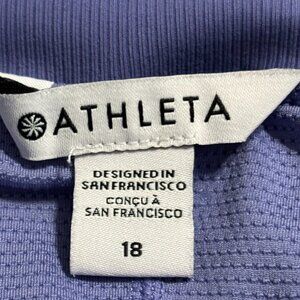 ATHLETA
DESIGNED IN
SAN FRANCISCO
CONÇU À
SAN FRANCISCO
18